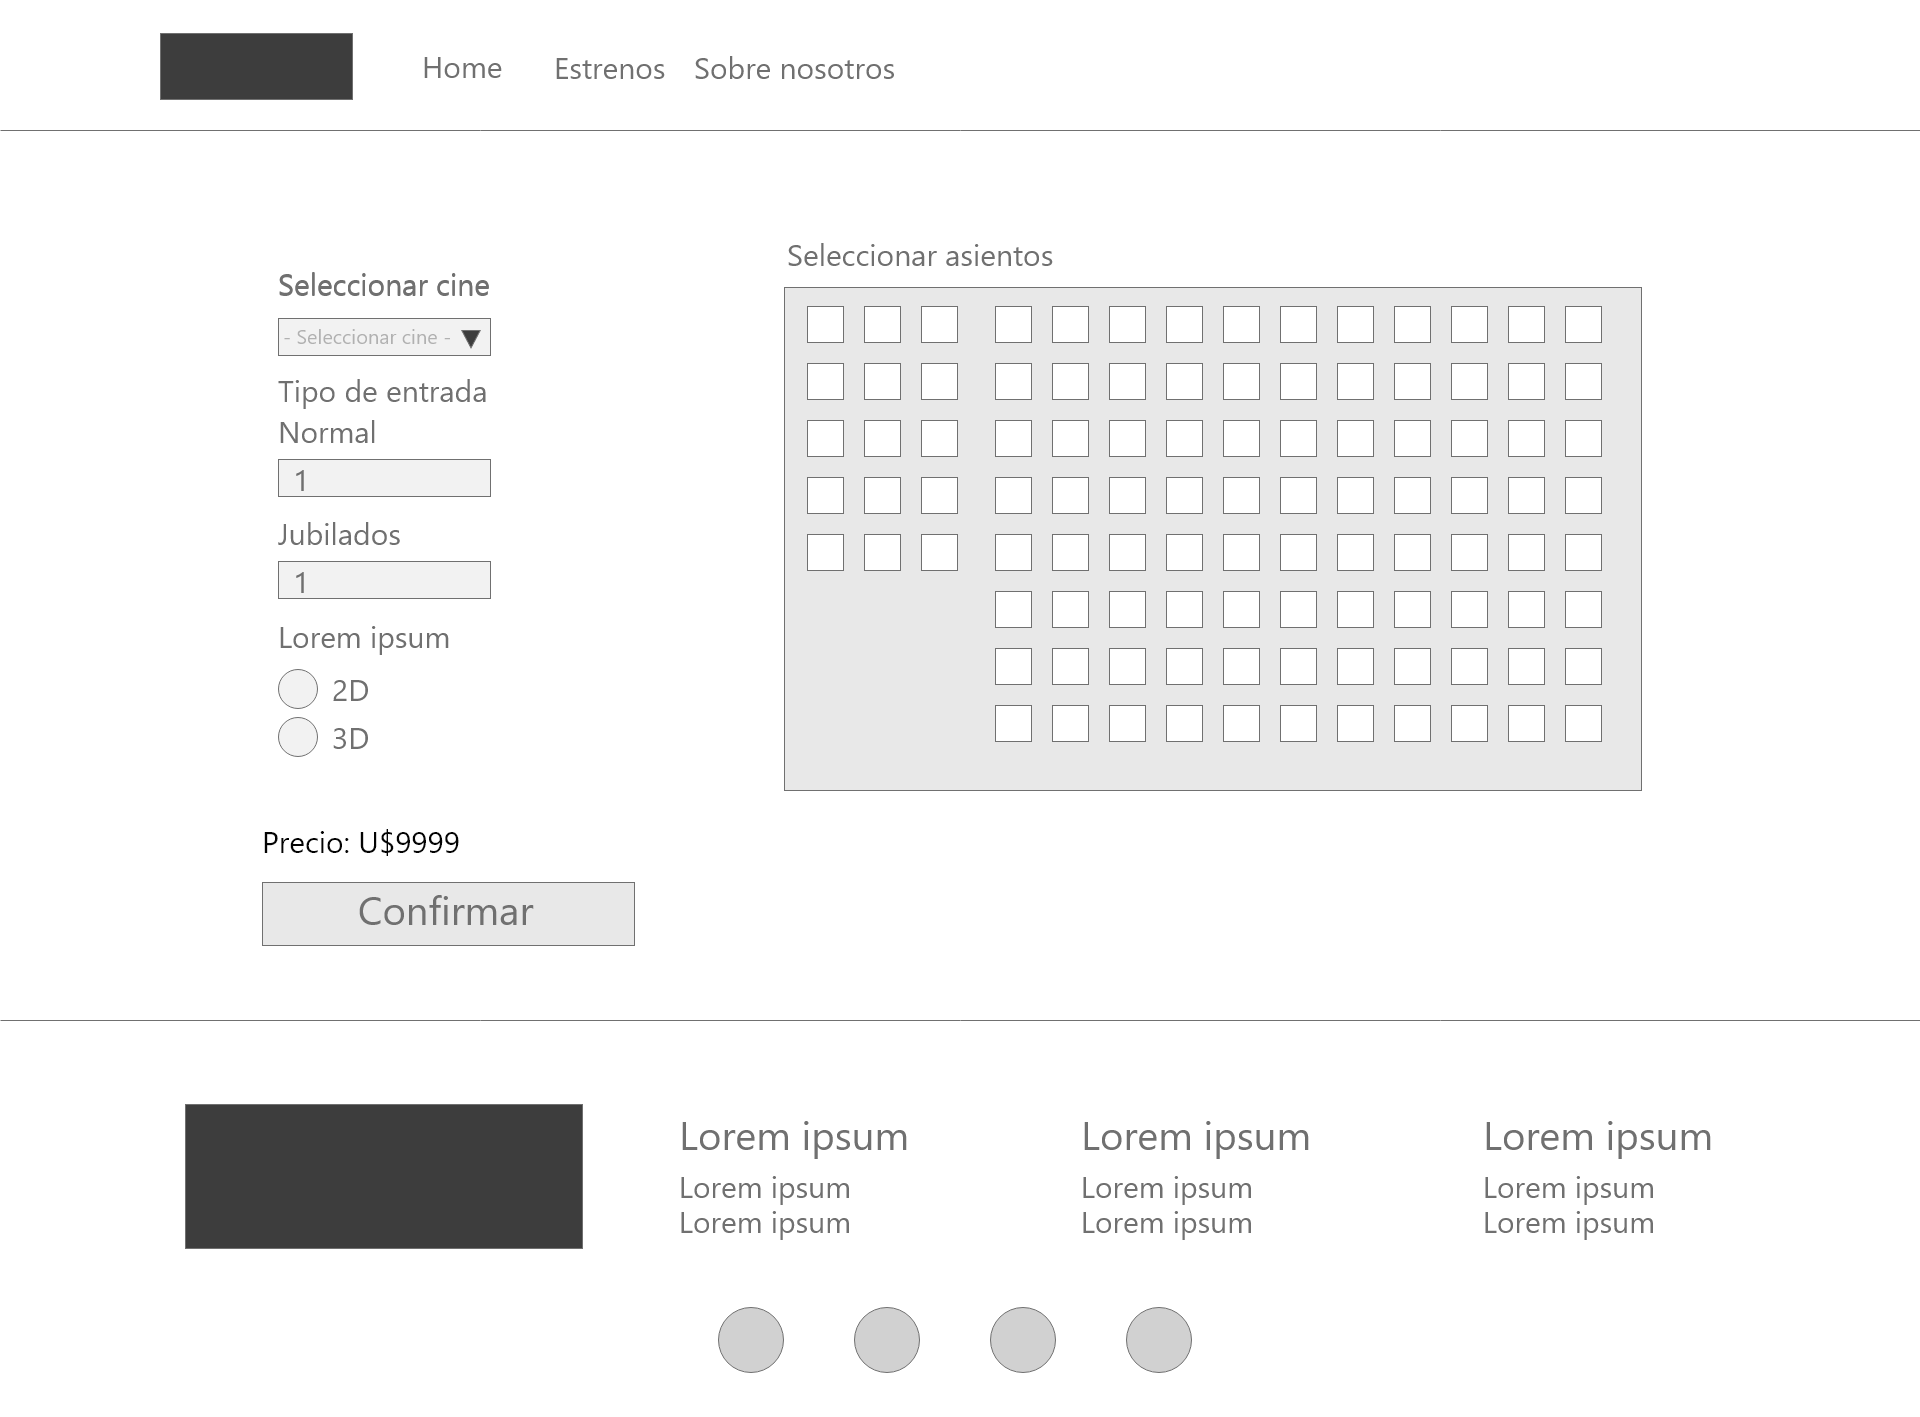 Home Estrenos Sobre nosotros
Seleccionar cine
- Seleccionar cine -
Tipo de entrada
Normal
1
Jubilados
1
Lorem ipsum
2D
3D
Precio: U$9999
Confirmar
Seleccionar asientos
Lorem ipsum
Lorem ipsum
Lorem ipsum
Lorem ipsum
Lorem ipsum
Lorem ipsum
Lorem ipsum
Lorem ipsum
Lorem ipsum